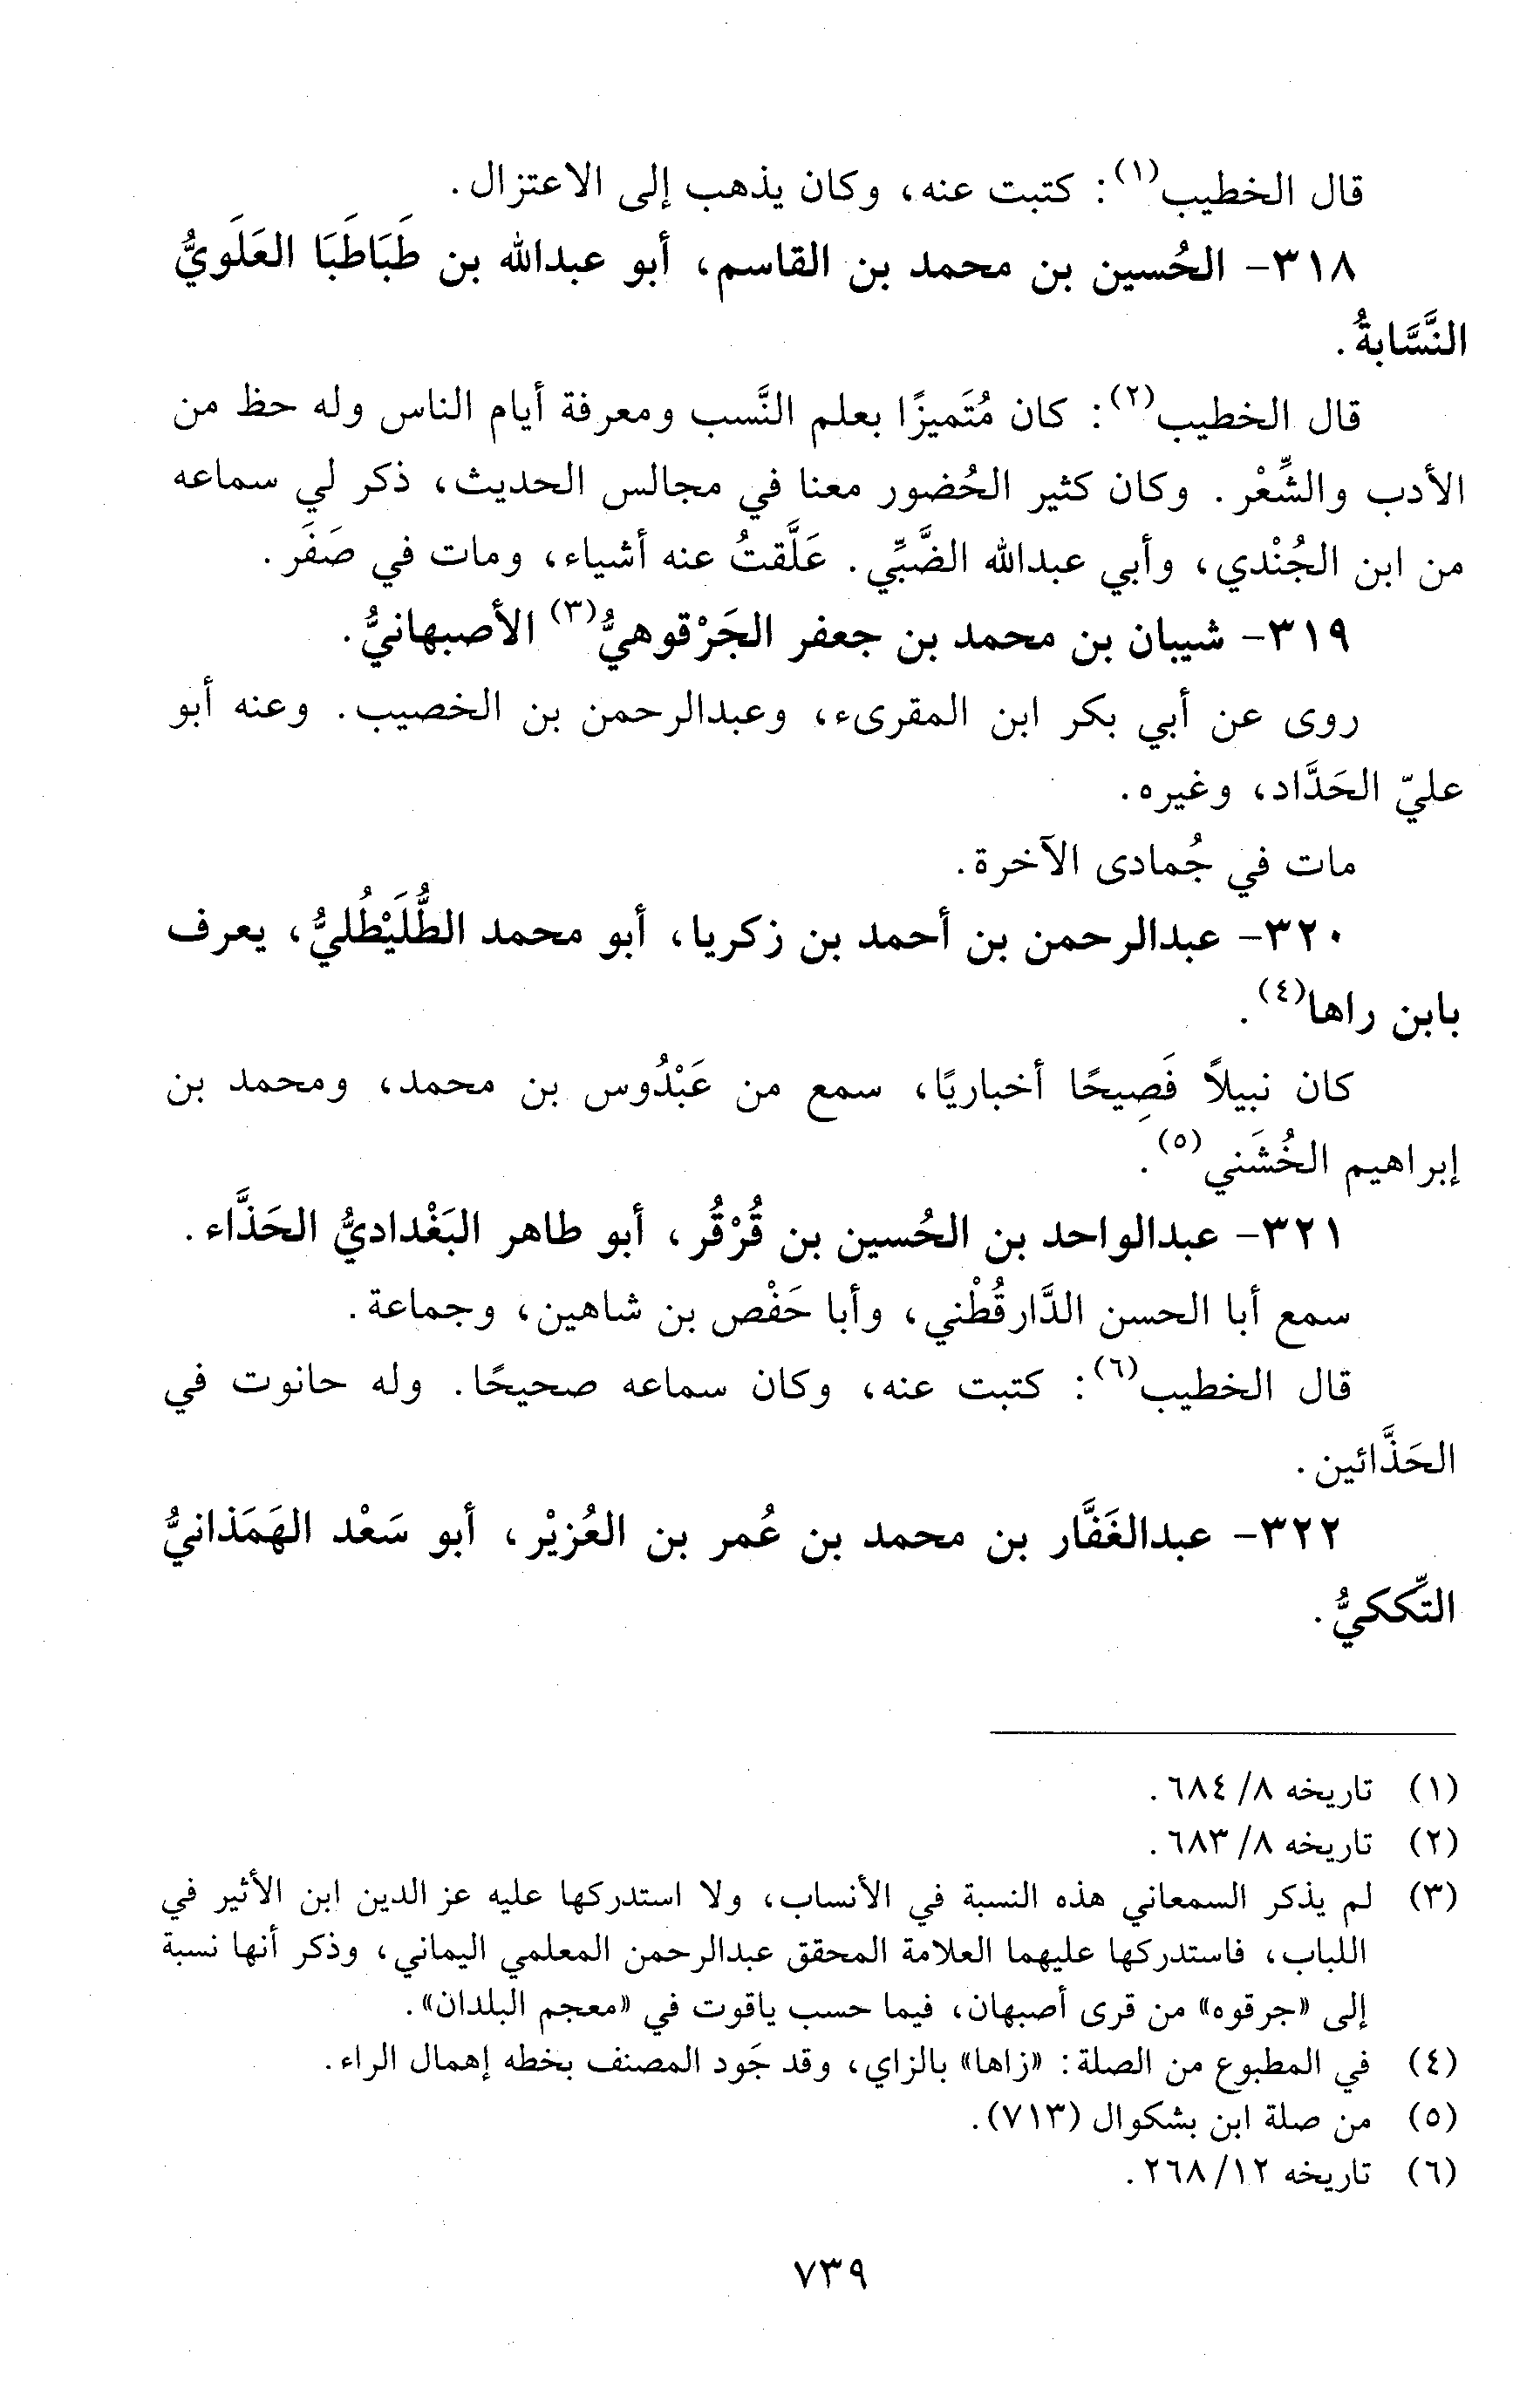 قال الخطيب(١): كتبت عنه، وكان يذهب إلى الاعتزال.
٣١٨- الحُسين بن محمد بن القاسم، أبو عبدالله بن طَبَاطَبَا العَلَويُّ
النَّسَّابةُ.
قال الخطيب(٢): كان مُتَميزًا بعلم النَّسب ومعرفة أيام الناس وله حظ من
الأدب والشِّعْر. وكان كثير الحُضور معنا في مجالس الحديث، ذكر لي سماعه
من ابن الجُنْدي، وأبي عبدالله الضَّبِّي. عَلَّقتُ عنه أشياء، ومات في صَفَر.
٣١٩- شيبان بن محمد بن جعفر الجَرْقوهيُّ(٣) الأصبهانيُّ.
روى عن أبي بكر ابن المقرىء، وعبدالرحمن بن الخصيب. وعنه أبو
عليّ الحَدَّاد، وغيره.
مات في جُمادى الآخرة.
٣٢٠- عبدالرحمن بن أحمد بن زكريا، أبو محمد الطُّلَيْطُليُّ، يعرف
بابن راها(٤).
كان نبيلاً فَصِيحًا أخباريًا، سمع من عَبْدُوس بن محمد، ومحمد بن
إبراهيم الخُشَني(٥).
٣٢١- عبدالواحد بن الحُسين بن قُرْقُر، أبو طاهر البَغْداديُّ الحَذَّاء.
سمع أبا الحسن الدَّارقُطْني، وأبا حَفْص بن شاهين، وجماعة.
قال الخطيب(٦): كتبت عنه، وكان سماعه صحيحًا. وله حانوت في
الحَذَّائين.
٣٢٢- عبدالغَفَّار بن محمد بن عُمر بن العُزيْر، أبو سَعْد الهَمَذانيُّ
التِّككيُّ.
(١) تاريخه ٨/ ٦٨٤.
(٢) تاريخه ٨/ ٦٨٣.
(٣) لم يذكر السمعاني هذه النسبة في الأنساب، ولا استدركها عليه عز الدين ابن الأثير في
اللباب، فاستدركها عليهما العلامة المحقق عبدالرحمن المعلمي اليماني، وذكر أنها نسبة
إلى «جرقوه» من قرى أصبهان، فيما حسب ياقوت في «معجم البلدان».
(٤) في المطبوع من الصلة: «زاها» بالزاي، وقد جَود المصنف بخطه إهمال الراء.
(٥) من صلة ابن بشكوال (٧١٣).
(٦) تاريخه ١٢/ ٢٦٨.
٧٣٩